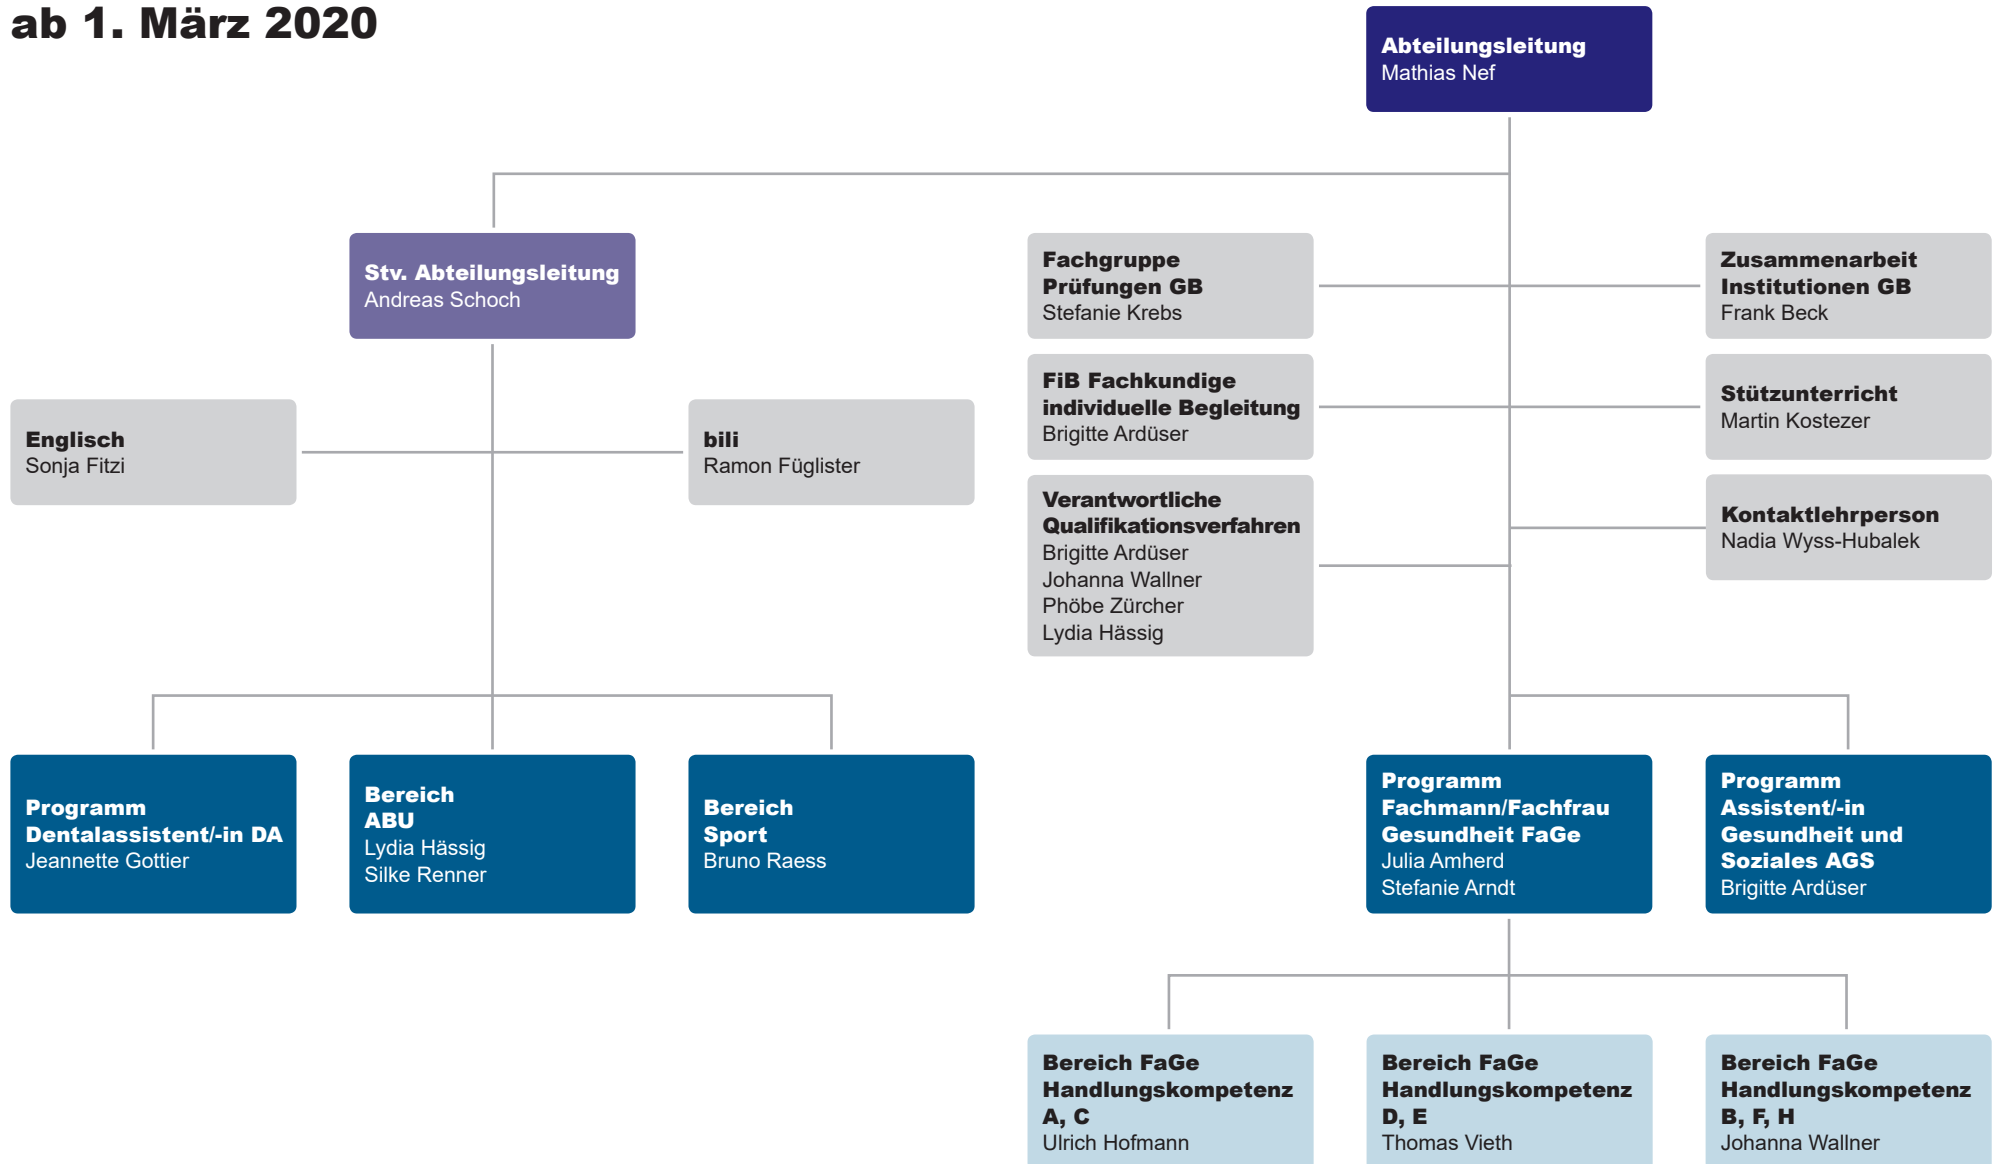 ab 1. März 2020
Abteilungsleitung
Mathias Nef
Stv. Abteilungsleitung
Andreas Schoch
Fachgruppe
Prüfungen GB
Stefanie Krebs
Zusammenarbeit
Institutionen GB
Frank Beck
FiB Fachkundige
individuelle Begleitung
Brigitte Ardüser
Stützunterricht
Martin Kostezer
Englisch
Sonja Fitzi
bili
Ramon Füglister
Verantwortliche
Qualifikationsverfahren
Brigitte Ardüser
Johanna Wallner
Phöbe Zürcher
Lydia Hässig
Kontaktlehrperson
Nadia Wyss-Hubalek
Programm
Dentalassistent/-in DA
Jeannette Gottier
Bereich
ABU
Lydia Hässig
Silke Renner
Bereich
Sport
Bruno Raess
Programm
Fachmann/Fachfrau
Gesundheit FaGe
Julia Amherd
Stefanie Arndt
Programm
Assistent/-in
Gesundheit und
Soziales AGS
Brigitte Ardüser
Bereich FaGe
Handlungskompetenz
A, C
Ulrich Hofmann
Bereich FaGe
Handlungskompetenz
D, E
Thomas Vieth
Bereich FaGe
Handlungskompetenz
B, F, H
Johanna Wallner